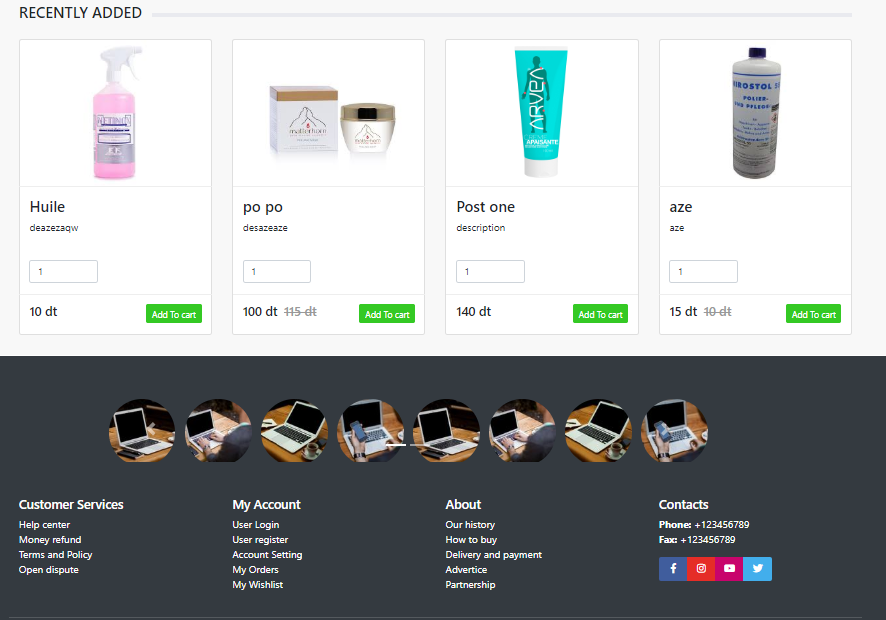 RECENTLY ADDED
matterhorn
matterhorn
ARVEA
APAISANTE
POLIER-
Huile
deazezaqw
1
10 dt
Add To cart
po po
desazeaze
1
100 dt 115 dt
Add To cart
Post one
description
1
140 dt
Add To cart
aze
aze
1
15 dt 10 dt
Add To cart
Customer Services
Help center
Money refund
Terms and Policy
Open dispute
My Account
User Login
User register
Account Setting
My Orders
My Wishlist
About
Our history
How to buy
Delivery and payment
Advertice
Partnership
Contacts
Phone: +123456789
Fax: +123456789